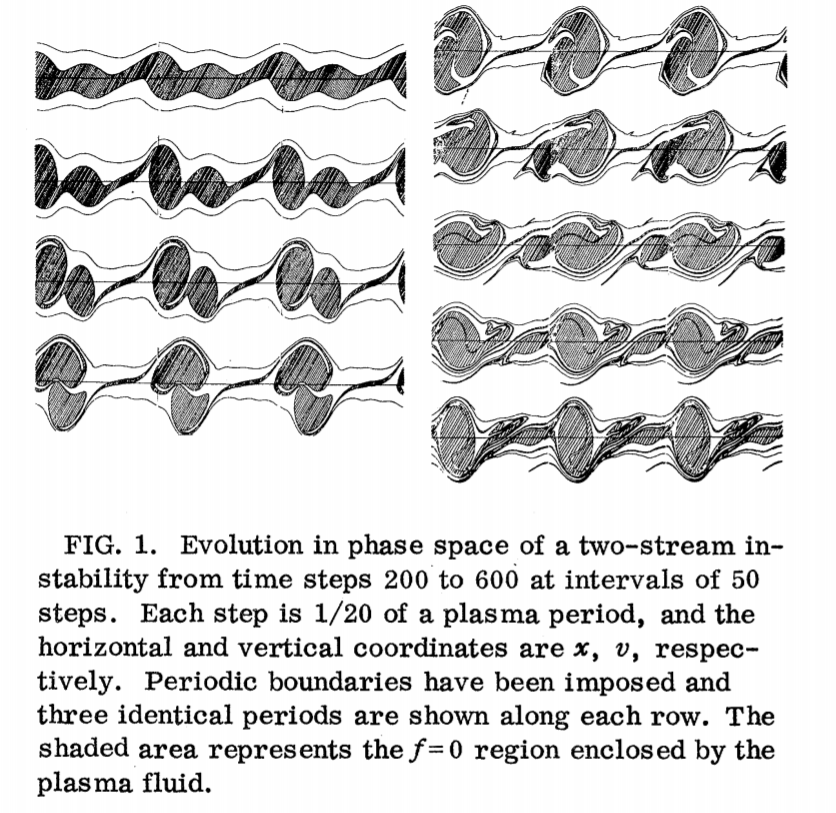 FIG. 1. Evolution in phase space of a two-stream in-
stability from time steps 200 to 600 at intervals of 50
steps. Each step is 1/20 of a plasma period, and the
horizontal and vertical coordinates are x, v, respec-
tively. Periodic boundaries have been imposed and
three identical periods are shown along each row. The
shaded area represents the f=0 region enclosed by the
plasma fluid.